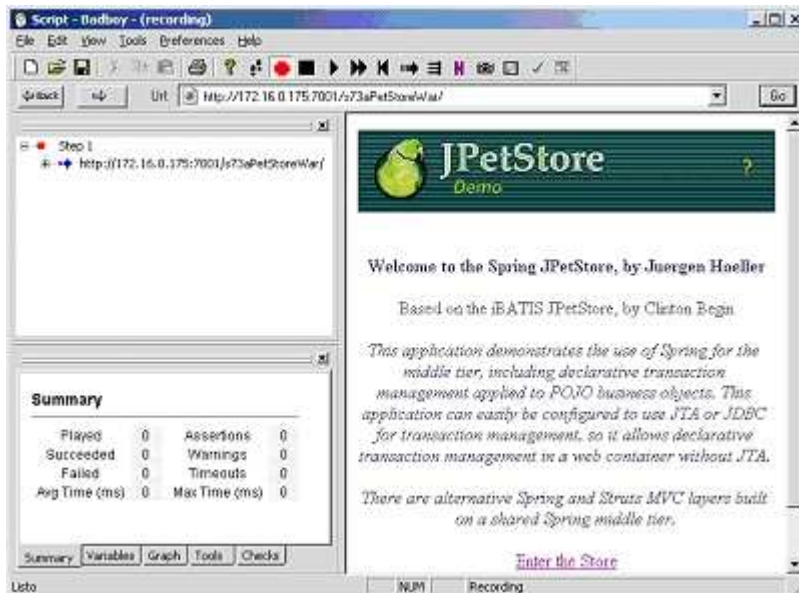 Script - Badboy - (recording)
File Edit View Tools Preferences Help
Back Url: http://172.16.0.175:7001/s73aPetStoreWar/ Go
Step 1
http://172.16.0.175:7001/s73aPetStoreWar/
Summary
Played 0 Assertions 0
Succeeded 0 Warnings 0
Failed 0 Timeouts 0
Avg Time (ms) 0 Max Time (ms) 0
Summary Variables Graph Tools Checks
JPetStore
Demo
?
Welcome to the Spring JPetStore, by Juergen Hoeller
Based on the iBATIS JPetStore, by Clinton Begin
This application demonstrates the use of Spring for the
middle tier, including declarative transaction
management applied to POJO business objects. This
application can easily be configured to use JTA or JDBC
for transaction management, so it allows declarative
transaction management in a web container without JTA.
There are alternative Spring and Struts MVC layers built
on a shared Spring middle tier.
Enter the Store
Listo NUM Recording